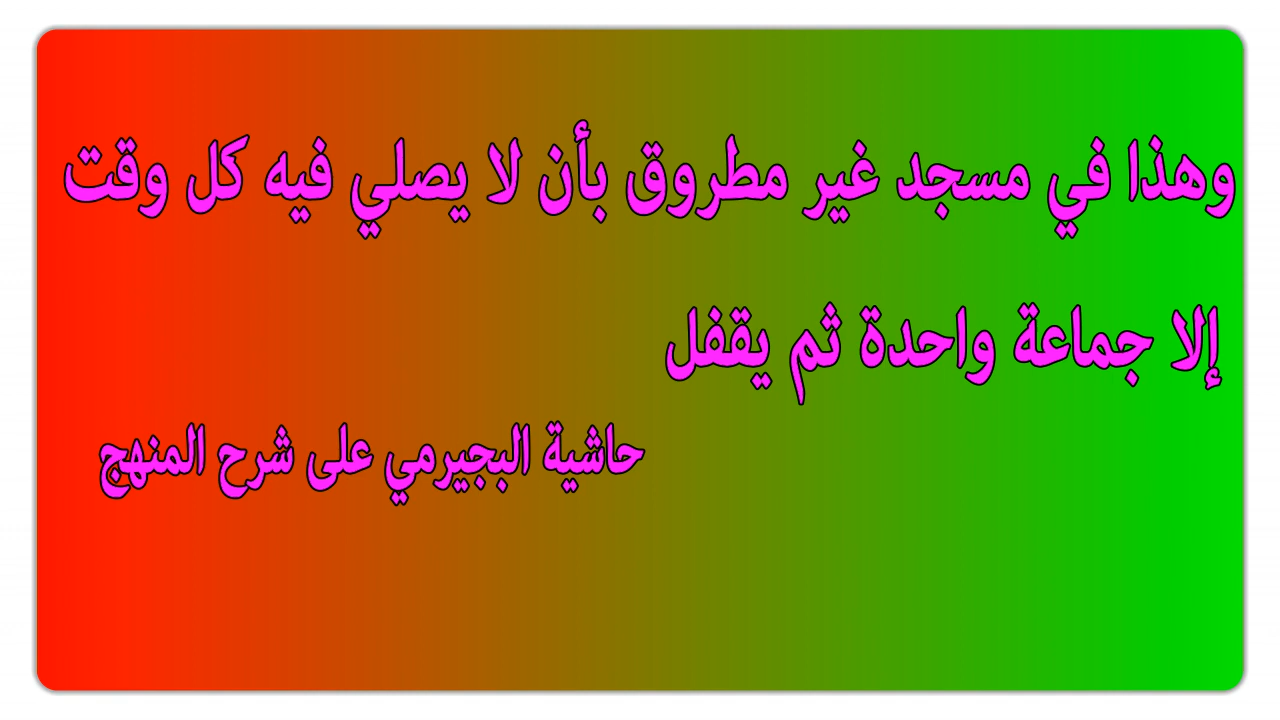 وهذا في مسجد غير مطروق بأن لا يصلي فيه كل وقت
إلا جماعة واحدة ثم يقفل
حاشية البجيرمي على شرح المنهج